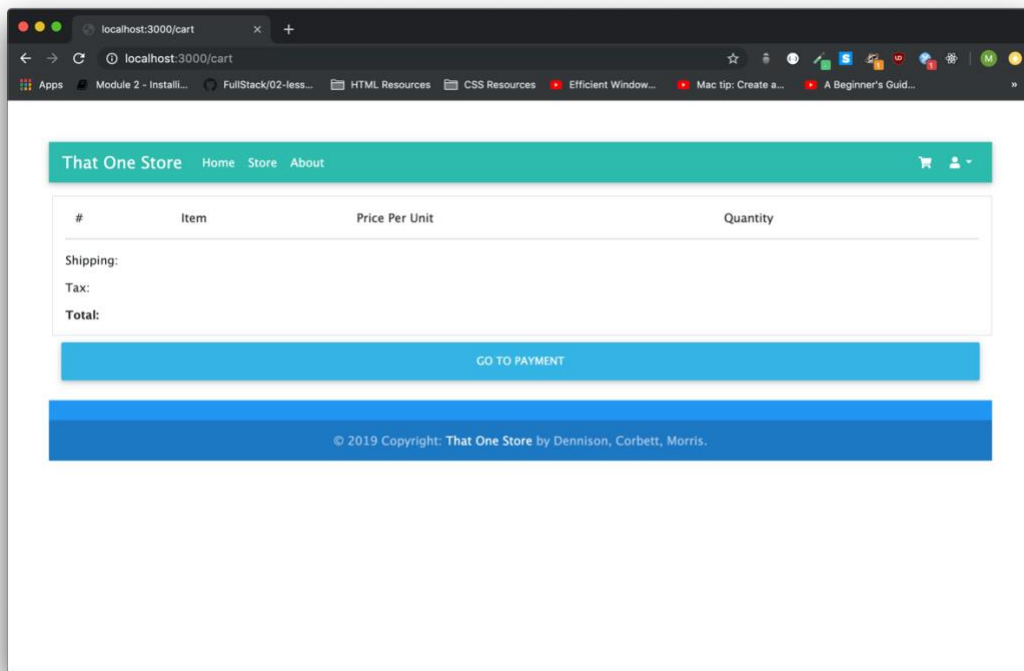 localhost:3000/cart
localhost:3000/cart
Apps Module 2 - Installi... FullStack/02-less... HTML Resources CSS Resources Efficient Window... Mac tip: Create a... A Beginner's Guid... »
That One Store Home Store About
# Item Price Per Unit Quantity
Shipping:
Tax:
Total:
GO TO PAYMENT
© 2019 Copyright: That One Store by Dennison, Corbett, Morris.